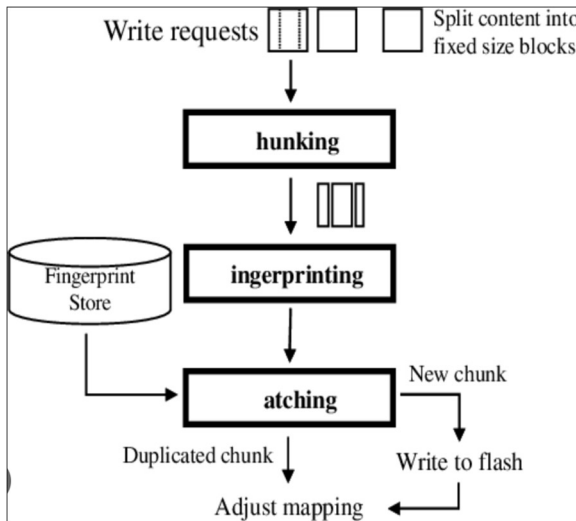 Write requests
Split content into
fixed size blocks
hunking
Fingerprint
Store
ingerprinting
atching
New chunk
Duplicated chunk
Write to flash
Adjust mapping